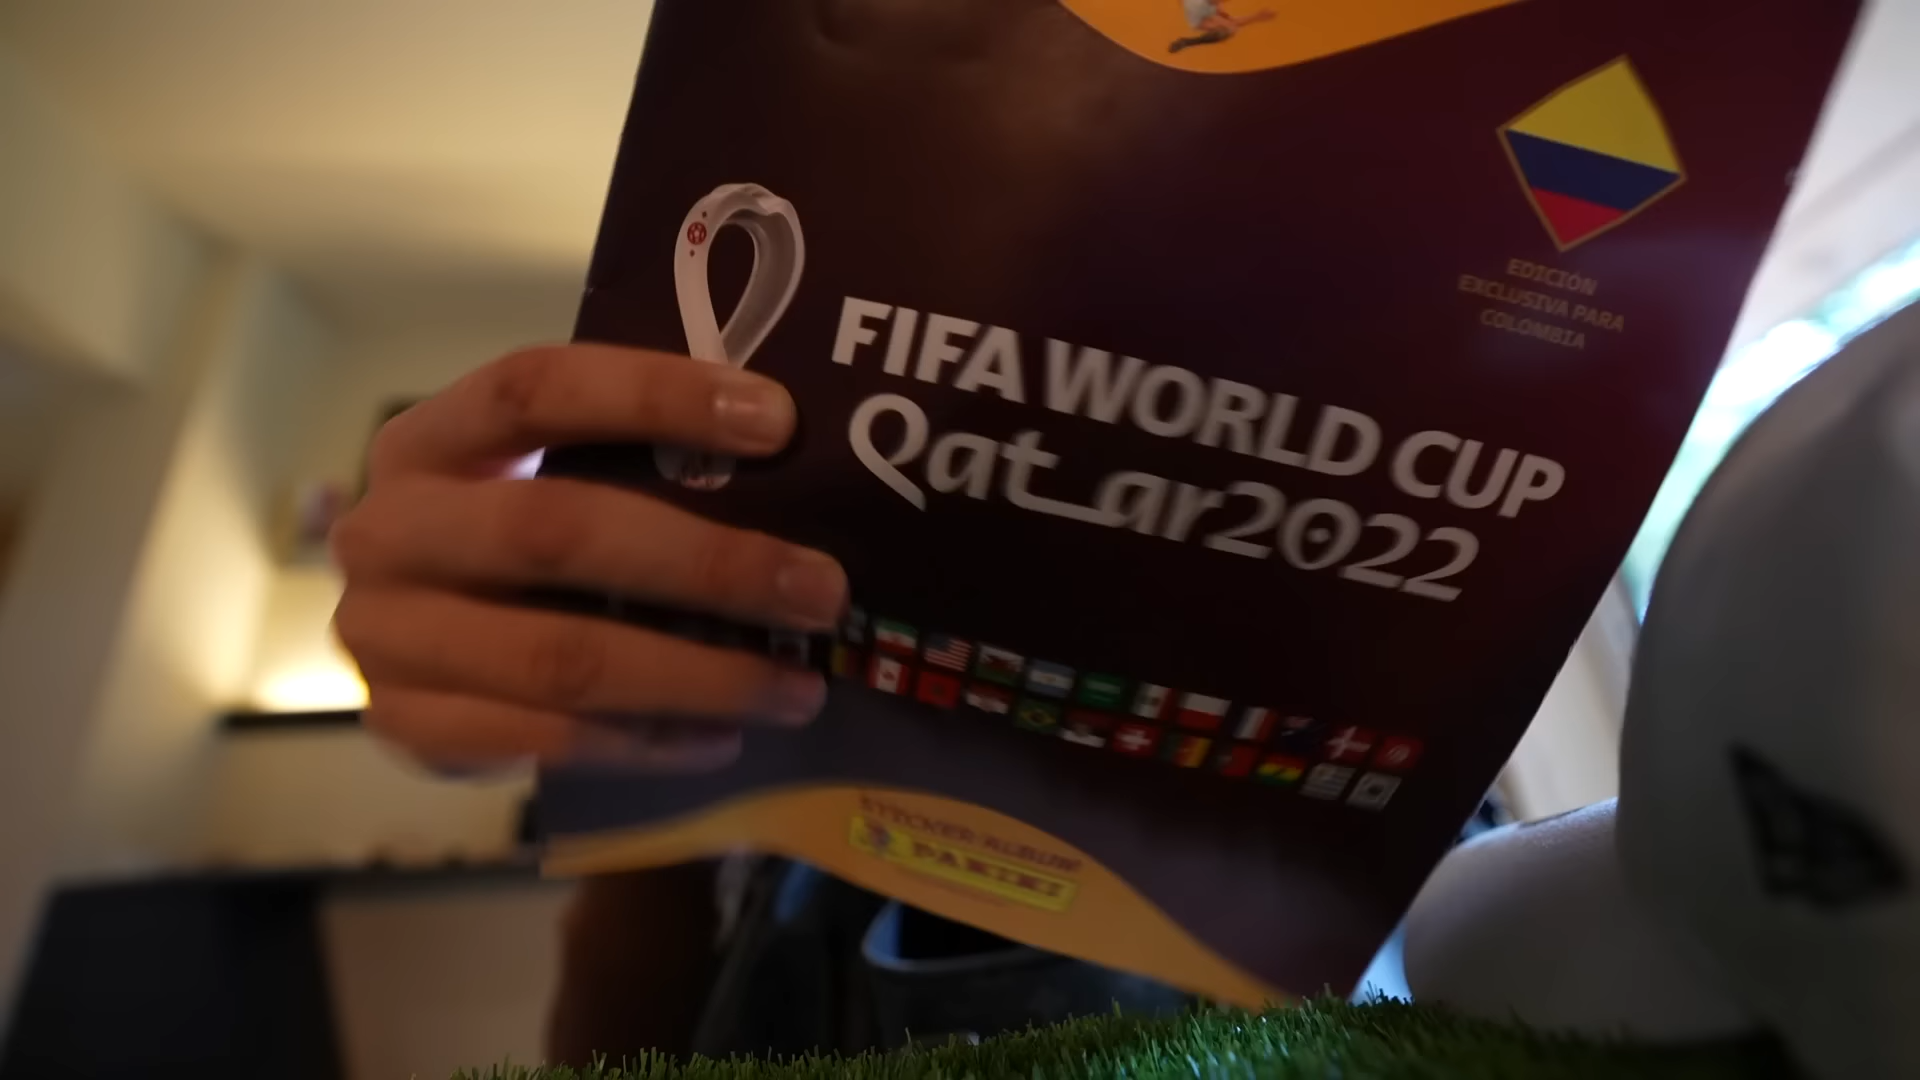 EDICIÓN
EXCLUSIVA PARA
COLOMBIA
FIFA WORLD CUP
Qatar2022
STICKER ALBUM
PANINI